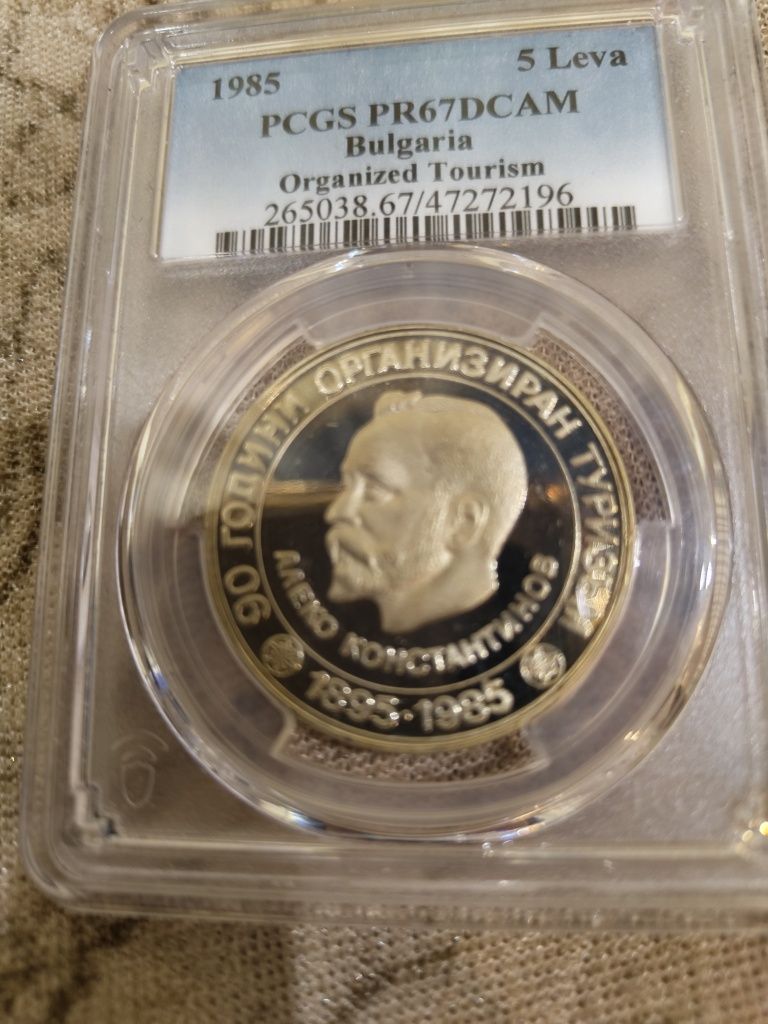 1985 5 Leva
PCGS PR67DCAM
Bulgaria
Organized Tourism
265038.67/47272196
90 ГОДИНИ ОРГАНИЗИРАН ТУРИЗЪМ
АЛЕКО КОНСТАНТИНОВ
1895·1985